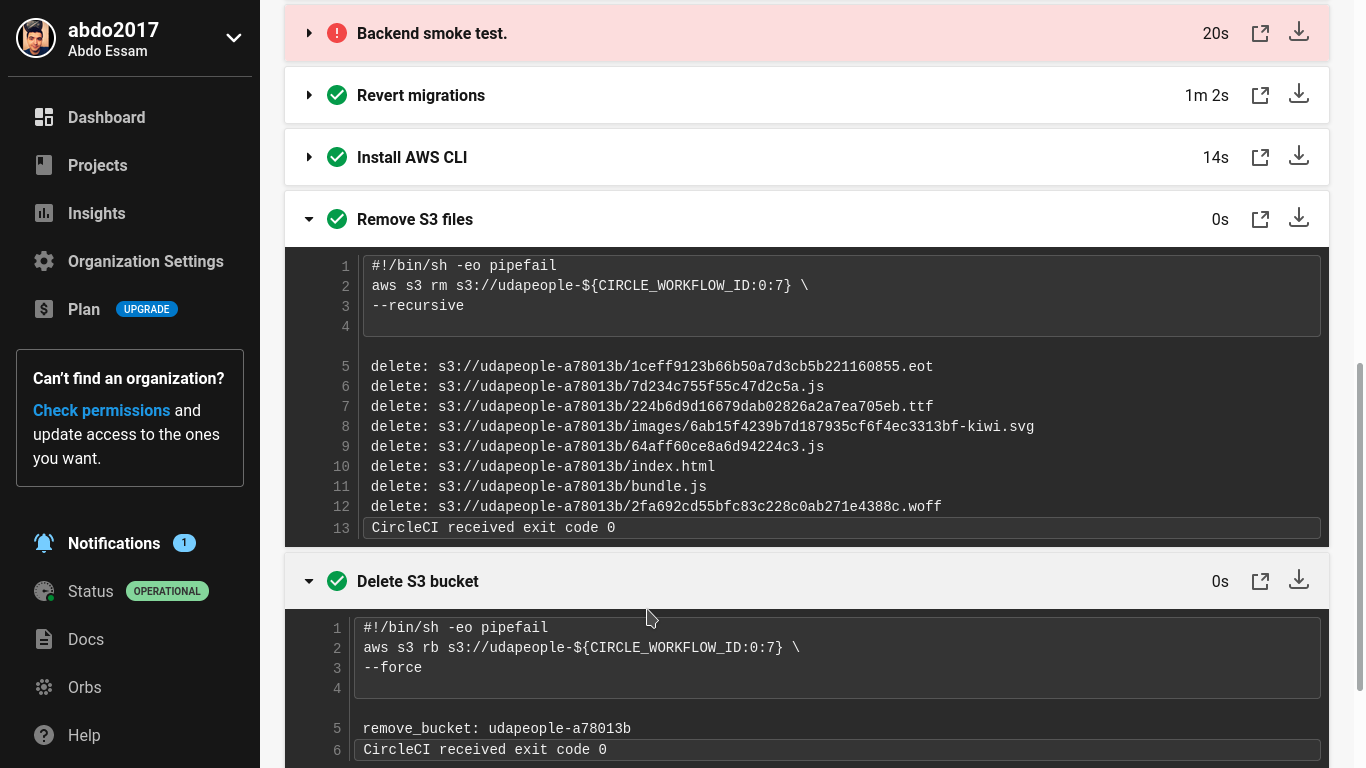 abdo2017
Abdo Essam
Dashboard
Projects
Insights
Organization Settings
Plan UPGRADE
Can't find an organization?
Check permissions and
update access to the ones
you want.
Notifications 1
Status OPERATIONAL
Docs
Orbs
Help
Backend smoke test. 20s
Revert migrations 1m 2s
Install AWS CLI 14s
Remove S3 files 0s
1 #!/bin/sh -eo pipefail
2 aws s3 rm s3://udapeople-${CIRCLE_WORKFLOW_ID:0:7} \
3 --recursive
4
5 delete: s3://udapeople-a78013b/1ceff9123b66b50a7d3cb5b221160855.eot
6 delete: s3://udapeople-a78013b/7d234c755f55c47d2c5a.js
7 delete: s3://udapeople-a78013b/224b6d9d16679dab02826a2a7ea705eb.ttf
8 delete: s3://udapeople-a78013b/images/6ab15f4239b7d187935cf6f4ec3313bf-kiwi.svg
9 delete: s3://udapeople-a78013b/64aff60ce8a6d94224c3.js
10 delete: s3://udapeople-a78013b/index.html
11 delete: s3://udapeople-a78013b/bundle.js
12 delete: s3://udapeople-a78013b/2fa692cd55bfc83c228c0ab271e4388c.woff
13 CircleCI received exit code 0
Delete S3 bucket 0s
1 #!/bin/sh -eo pipefail
2 aws s3 rb s3://udapeople-${CIRCLE_WORKFLOW_ID:0:7} \
3 --force
4
5 remove_bucket: udapeople-a78013b
6 CircleCI received exit code 0